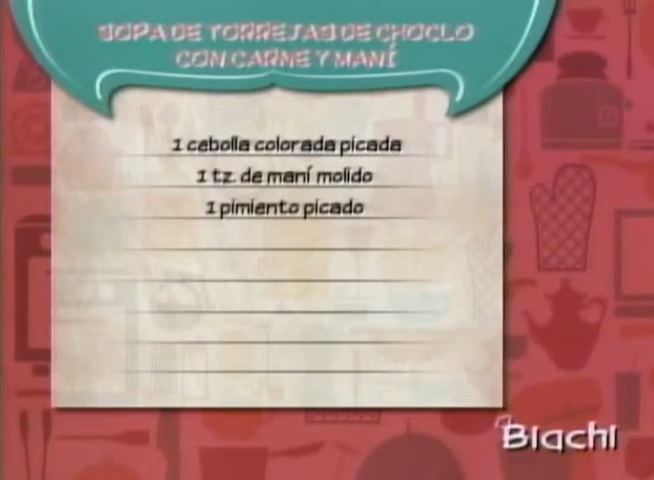 SOPA DE TORREJAS DE CHOCLO
CON CARNE Y MANÍ
1 cebolla colorada picada
1 tz. de maní molido
1 pimiento picado
Blachl